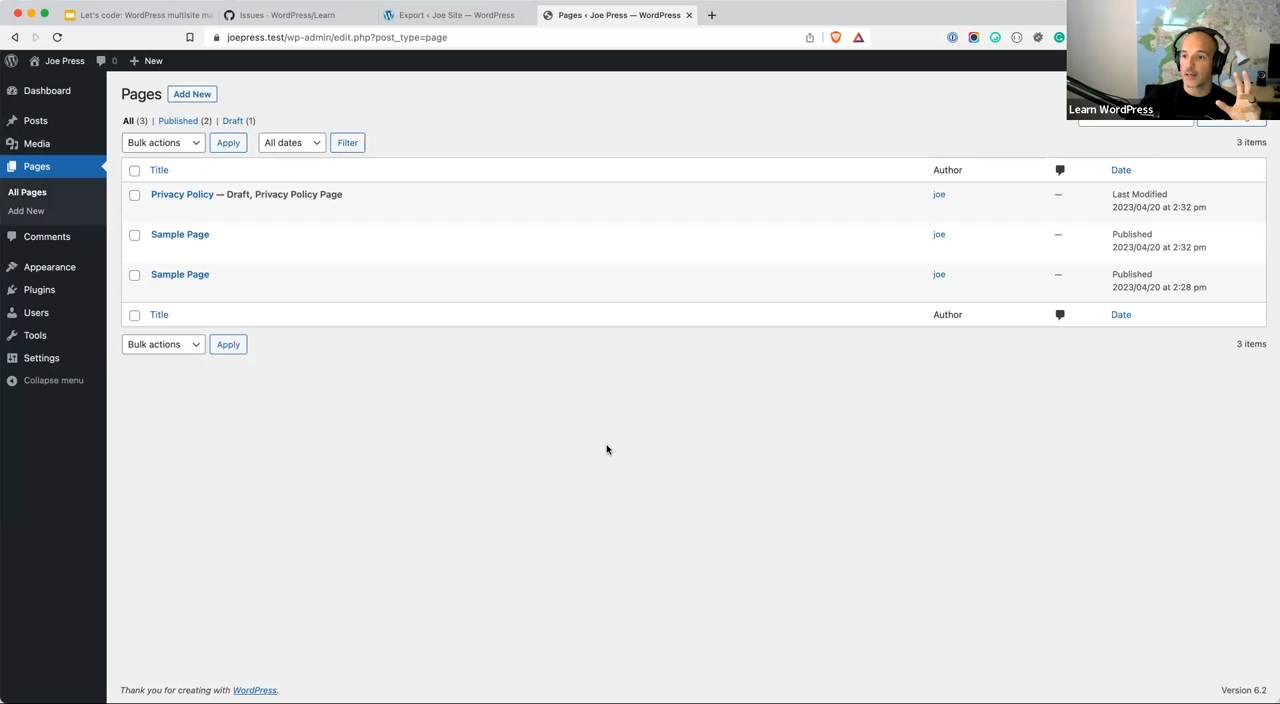 Let's code: WordPress multisite mu
Issues · WordPress/Learn
Export ‹ Joe Site — WordPress
Pages ‹ Joe Press — WordPress
joepress.test/wp-admin/edit.php?post_type=page
Learn WordPress
Joe Press
0
New
Dashboard
Posts
Media
Pages
All Pages
Add New
Comments
Appearance
Plugins
Users
Tools
Settings
Collapse menu
Pages
Add New
All (3) | Published (2) | Draft (1)
Bulk actions
Apply
All dates
Filter
3 items
Title
Author
Date
Privacy Policy — Draft, Privacy Policy Page
joe
—
Last Modified
2023/04/20 at 2:32 pm
Sample Page
joe
—
Published
2023/04/20 at 2:32 pm
Sample Page
joe
—
Published
2023/04/20 at 2:28 pm
Title
Author
Date
Bulk actions
Apply
3 items
Thank you for creating with WordPress.
Version 6.2